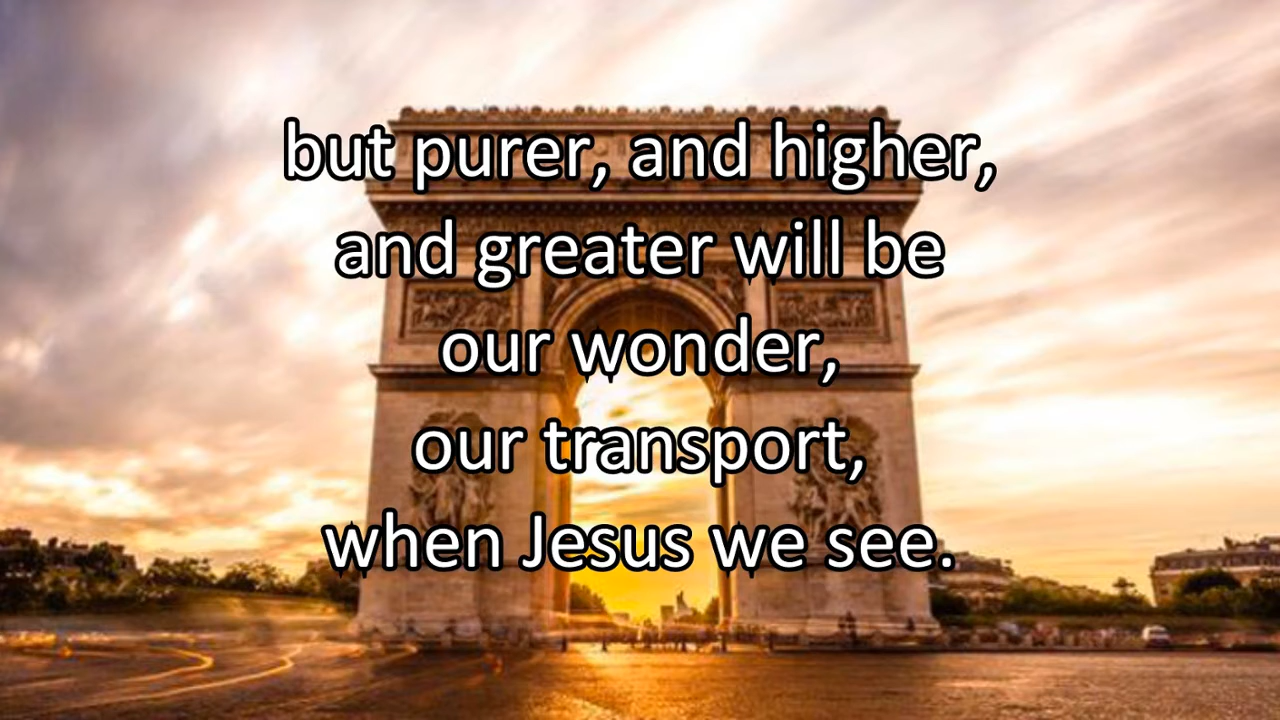 but purer, and higher,
and greater will be
our wonder,
our transport,
when Jesus we see.